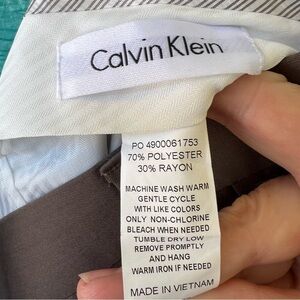 Calvin Klein
PO 4900061753
70% POLYESTER
30% RAYON
MACHINE WASH WARM
GENTLE CYCLE
WITH LIKE COLORS
ONLY NON-CHLORINE
BLEACH WHEN NEEDED
TUMBLE DRY LOW
REMOVE PROMPTLY
AND HANG
WARM IRON IF NEEDED
MADE IN VIETNAM